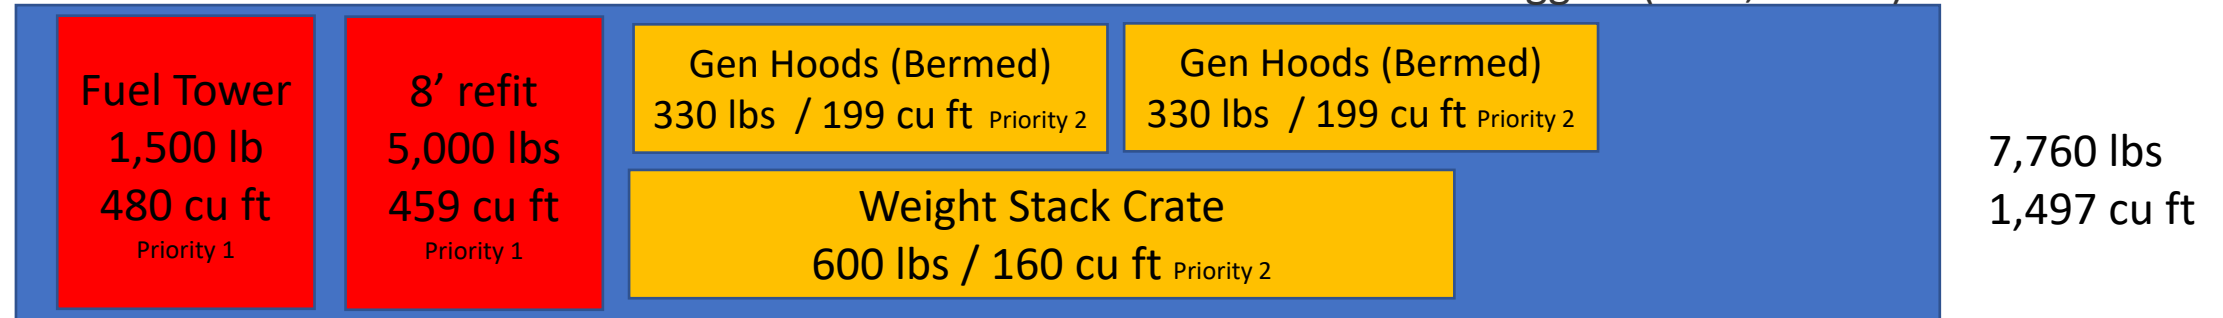 Fuel Tower
1,500 lb
480 cu ft
Priority 1
8’ refit
5,000 lbs
459 cu ft
Priority 1
Gen Hoods (Bermed)
330 lbs / 199 cu ft Priority 2
Gen Hoods (Bermed)
330 lbs / 199 cu ft Priority 2
Weight Stack Crate
600 lbs / 160 cu ft Priority 2
7,760 lbs
1,497 cu ft